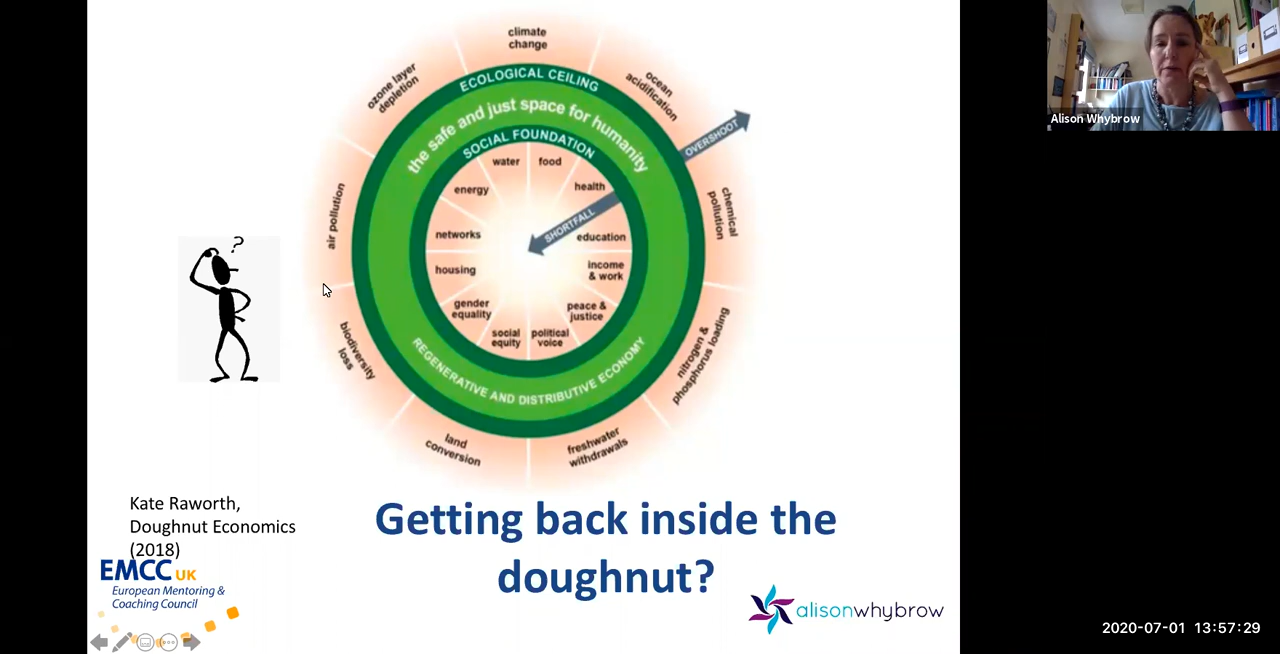 climate
change
ozone layer
depletion
ocean
acidification
ECOLOGICAL CEILING
the safe and just space for humanity
SOCIAL FOUNDATION
OVERSHOOT
water
food
energy
health
SHORTFALL
air pollution
chemical
pollution
networks
education
housing
income
& work
gender
equality
peace &
justice
social
equity
political
voice
REGENERATIVE AND DISTRIBUTIVE ECONOMY
biodiversity
loss
nitrogen &
phosphorus loading
land
conversion
freshwater
withdrawals
?
Alison Whybrow
Kate Raworth,
Doughnut Economics
(2018)
Getting back inside the
doughnut?
EMCC UK
European Mentoring &
Coaching Council
alisonwhybrow
2020-07-01 13:57:29